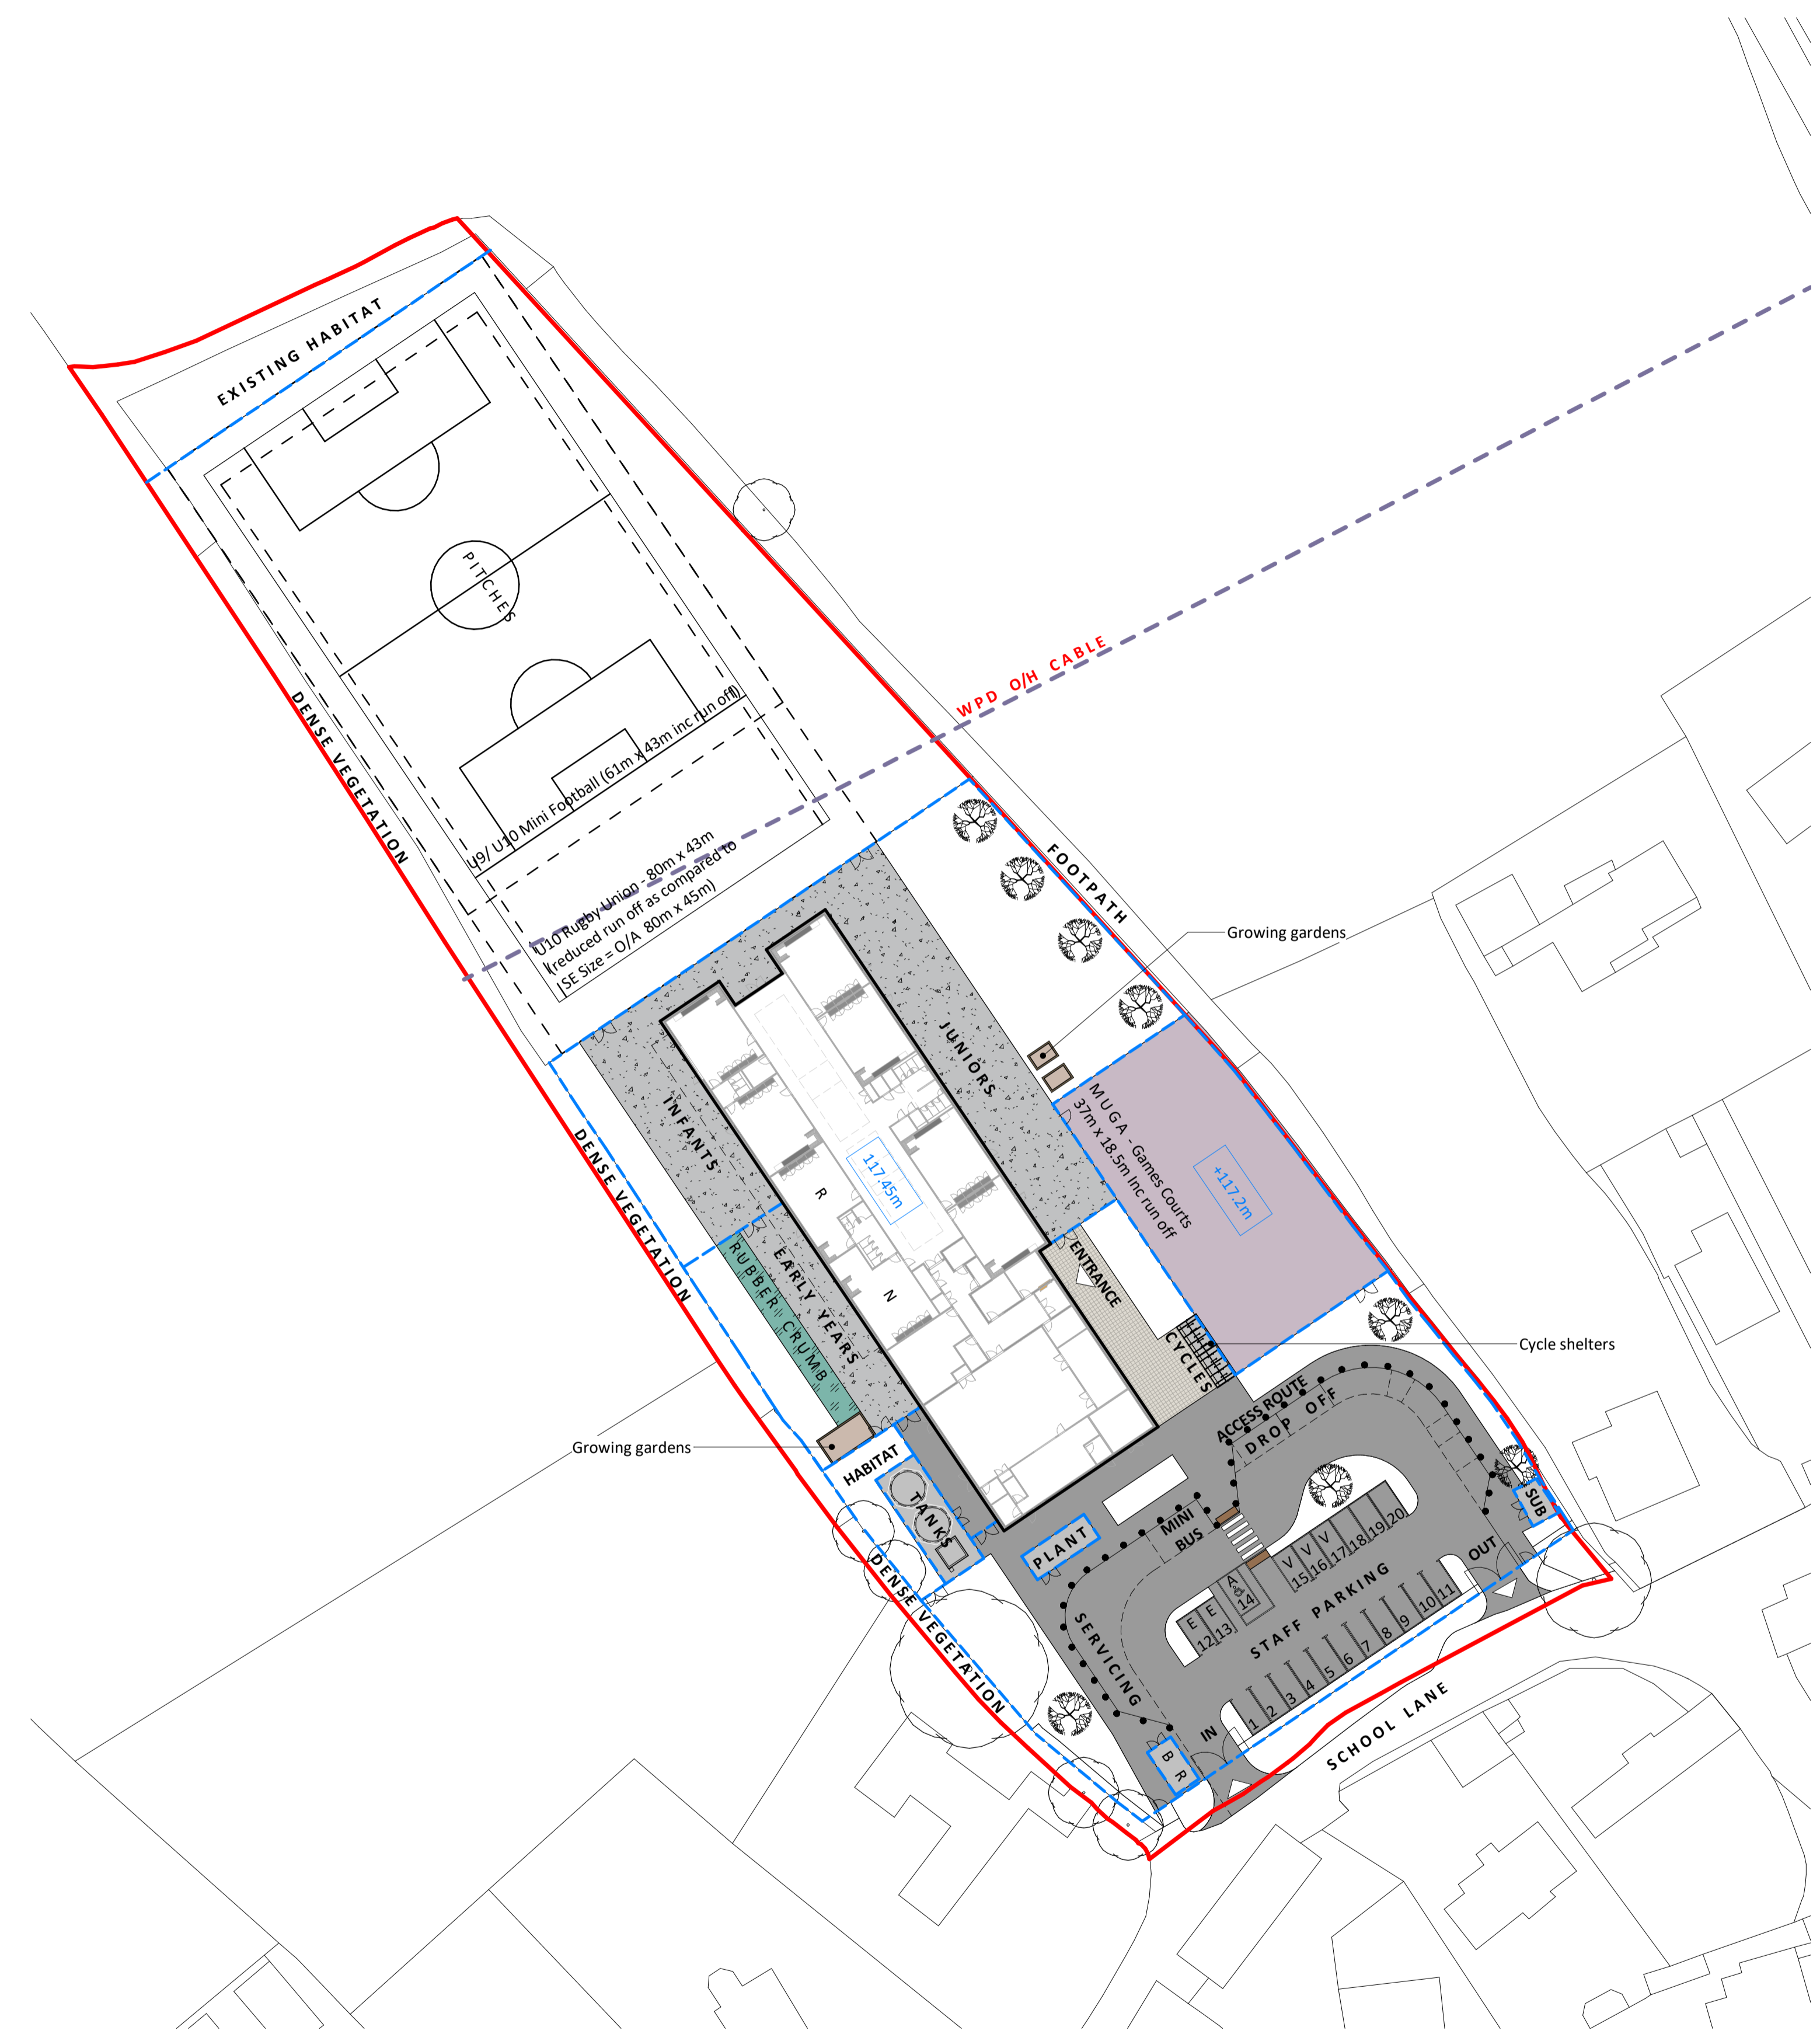 EXISTING HABITAT
PITCHES
DENSE VEGETATION
U9/ U10 Mini Football (61m x 43m inc run off)
WPD O/H CABLE
U10 Rugby Union - 80m x 43m
(reduced run off as compared to
SE Size = O/A 80m x 45m)
FOOTPATH
Growing gardens
JUNIORS
INFANTS
MUGA - Games Courts
37m x 18.5m Inc run off
+117.2m
117.45m
DENSE VEGETATION
R
N
EARLY YEARS
RUBBER CRUMB
ENTRANCE
CYCLES
Cycle shelters
Growing gardens
HABITAT
TANKS
ACCESS ROUTE
DROP OFF
MINI
BUS
PLANT
SUB
OUT
V V V
15 16 17 18 19 20
A
14
E E
12 13
STAFF PARKING
1 2 3 4 5 6 7 8 9 10 11
SERVICING
IN
B R
DENSE VEGETATION
SCHOOL LANE